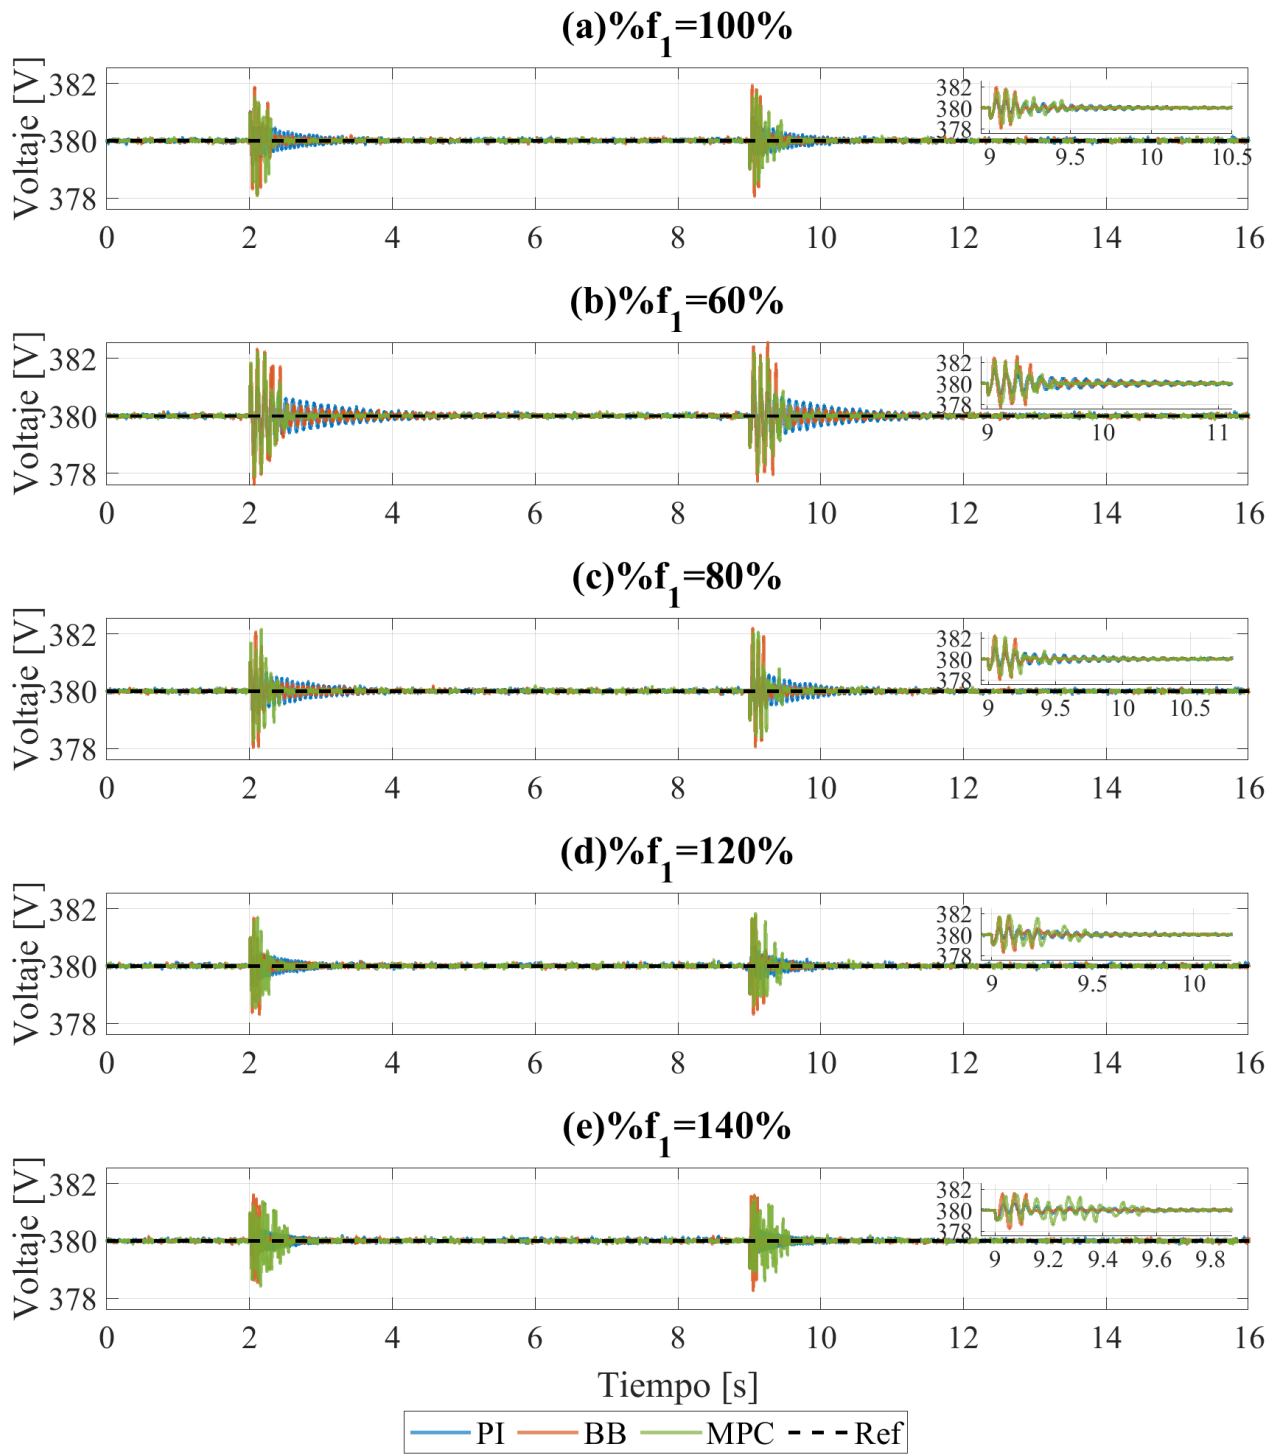 (a)%f1=100%
Voltaje [V]
382
380
378
0 2 4 6 8 10 12 14 16
382
380
378
9 9.5 10 10.5
(b)%f1=60%
Voltaje [V]
382
380
378
0 2 4 6 8 10 12 14 16
382
380
378
9 10 11
(c)%f1=80%
Voltaje [V]
382
380
378
0 2 4 6 8 10 12 14 16
382
380
378
9 9.5 10 10.5
(d)%f1=120%
Voltaje [V]
382
380
378
0 2 4 6 8 10 12 14 16
382
380
378
9 9.5 10
(e)%f1=140%
Voltaje [V]
382
380
378
0 2 4 6 8 10 12 14 16
382
380
378
9 9.2 9.4 9.6 9.8
Tiempo [s]
PI BB MPC Ref